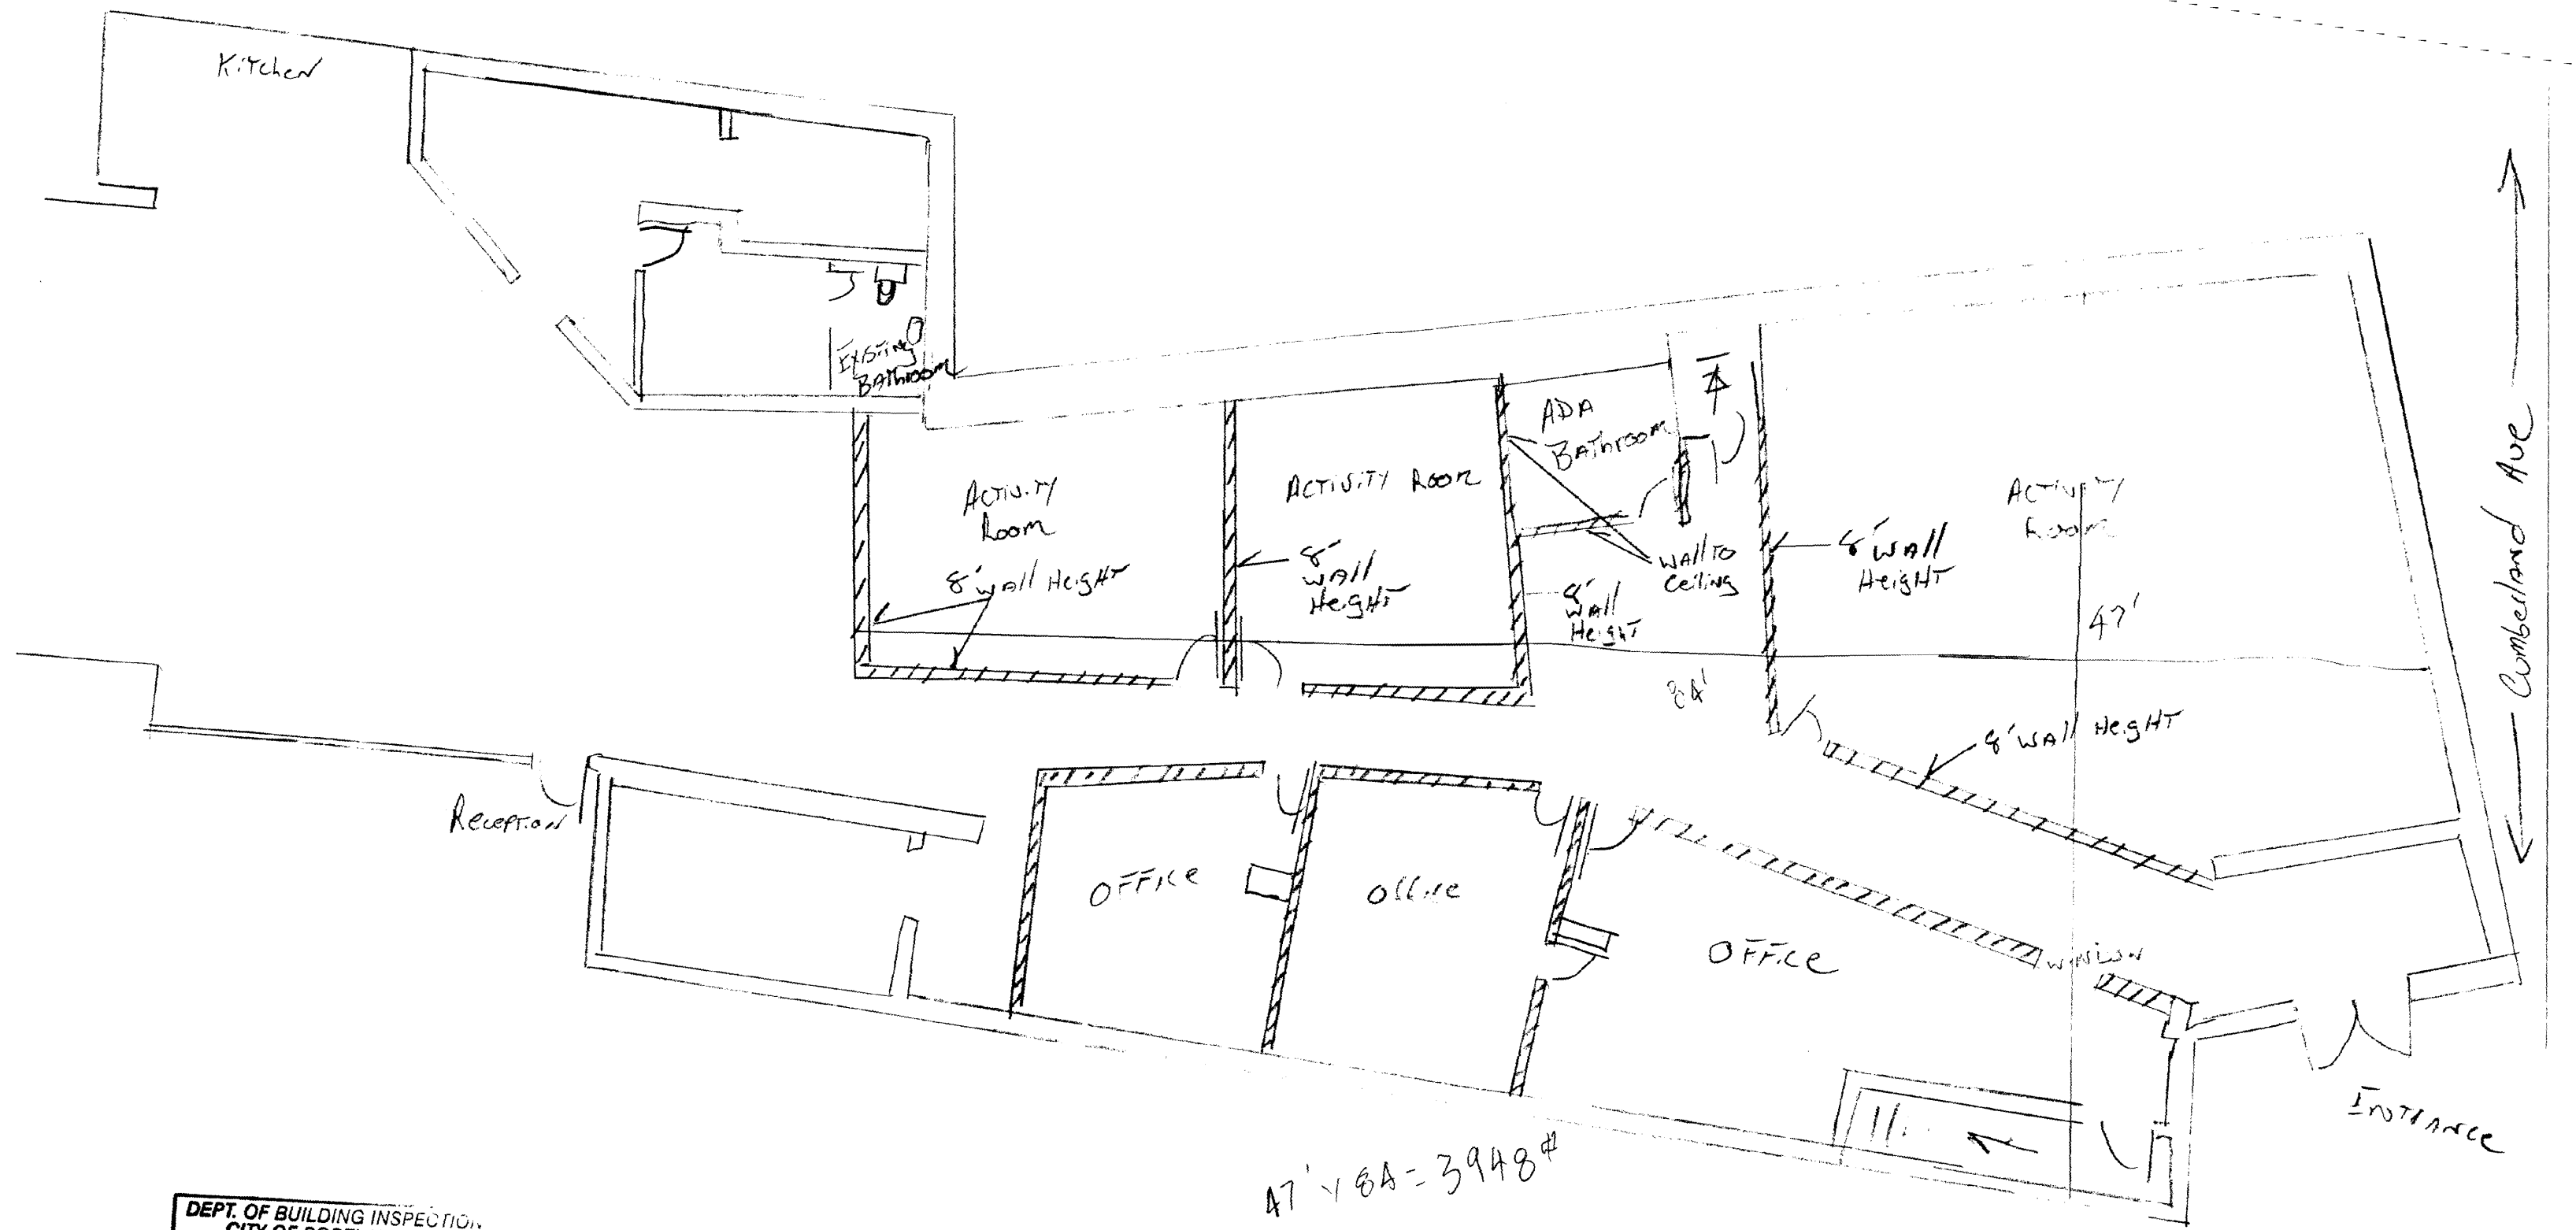 Kitchen
Existing
Bathroom
ADA
Bathroom
Activity
Room
8' Wall Height
Activity Room
8'
Wall
Height
8'
Wall
Height
Wall to
Ceiling
8' Wall
Height
Activity
Room
47'
84'
8' Wall Height
Cumberland Ave
Reception
Office
Office
Office
Entrance
47' x 84 = 3948#
DEPT. OF BUILDING INSPECTION
CITY OF